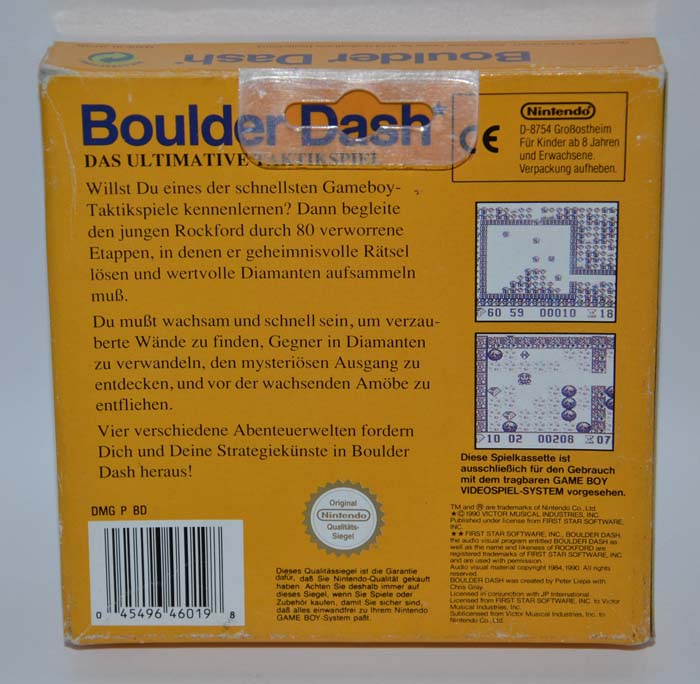 Boulder Dash
Boulder Dash*
DAS ULTIMATIVE TAKTIKSPIEL
Willst Du eines der schnellsten Gameboy-
Taktikspiele kennenlernen? Dann begleite
den jungen Rockford durch 80 verworrene
Etappen, in denen er geheimnisvolle Rätsel
lösen und wertvolle Diamanten aufsammeln
muß.
Du mußt wachsam und schnell sein, um verzau-
berte Wände zu finden, Gegner in Diamanten
zu verwandeln, den mysteriösen Ausgang zu
entdecken, und vor der wachsenden Amöbe zu
entfliehen.
Vier verschiedene Abenteuerwelten fordern
Dich und Deine Strategiekünste in Boulder
Dash heraus!
DMG P BD
0 45496 46019 8
Original
Nintendo
Qualitäts-
Siegel
Dieses Qualitätssiegel ist die Garantie
dafür, daß Sie Nintendo-Qualität gekauft
haben. Achten Sie deshalb immer auf
dieses Siegel, wenn Sie Spiele oder
Zubehör kaufen, damit Sie sicher sind,
daß alles einwandfrei zu Ihrem Nintendo
GAME BOY-System paßt.
CE
Nintendo
D-8754 Großostheim
Für Kinder ab 8 Jahren
und Erwachsene.
Verpackung aufheben.
60 59 00010 18
10 02 00208 07
Diese Spielkassette ist
ausschließlich für den Gebrauch
mit dem tragbaren GAME BOY
VIDEOSPIEL-SYSTEM vorgesehen.
TM and ® are trademarks of Nintendo Co., Ltd.
★ © 1990 VICTOR MUSICAL INDUSTRIES, INC.
Published under license from FIRST STAR SOFTWARE,
INC.
★★ FIRST STAR SOFTWARE, INC., BOULDER DASH,
the audio visual program entitled BOULDER DASH as
well as the name and likeness of ROCKFORD are
registered trademarks of FIRST STAR SOFTWARE, INC.
and are used with permission.
Audio visual material copyright 1984, 1990. All rights
reserved.
BOULDER DASH was created by Peter Liepa with
Chris Gray.
Licensed in conjunction with JP International.
Licensed from FIRST STAR SOFTWARE, INC. to Victor
Musical Industries, Inc.
Sublicensed from Victor Musical Industries, Inc. to
Nintendo Co., Ltd.